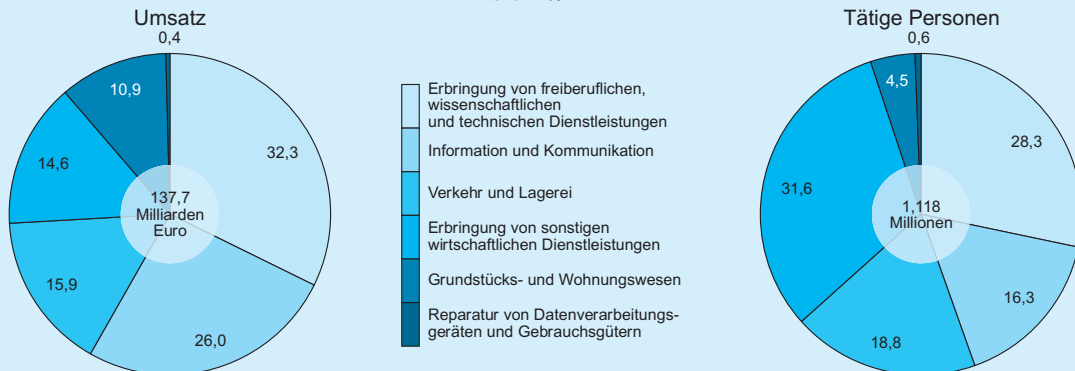 Umsatz
0,4
10,9
14,6
32,3
137,7
Milliarden
Euro
15,9
26,0
Erbringung von freiberuflichen,
wissenschaftlichen
und technischen Dienstleistungen
Information und Kommunikation
Verkehr und Lagerei
Erbringung von sonstigen
wirtschaftlichen Dienstleistungen
Grundstücks- und Wohnungswesen
Reparatur von Datenverarbeitungs-
geräten und Gebrauchsgütern
Tätige Personen
0,6
4,5
28,3
31,6
1,118
Millionen
16,3
18,8